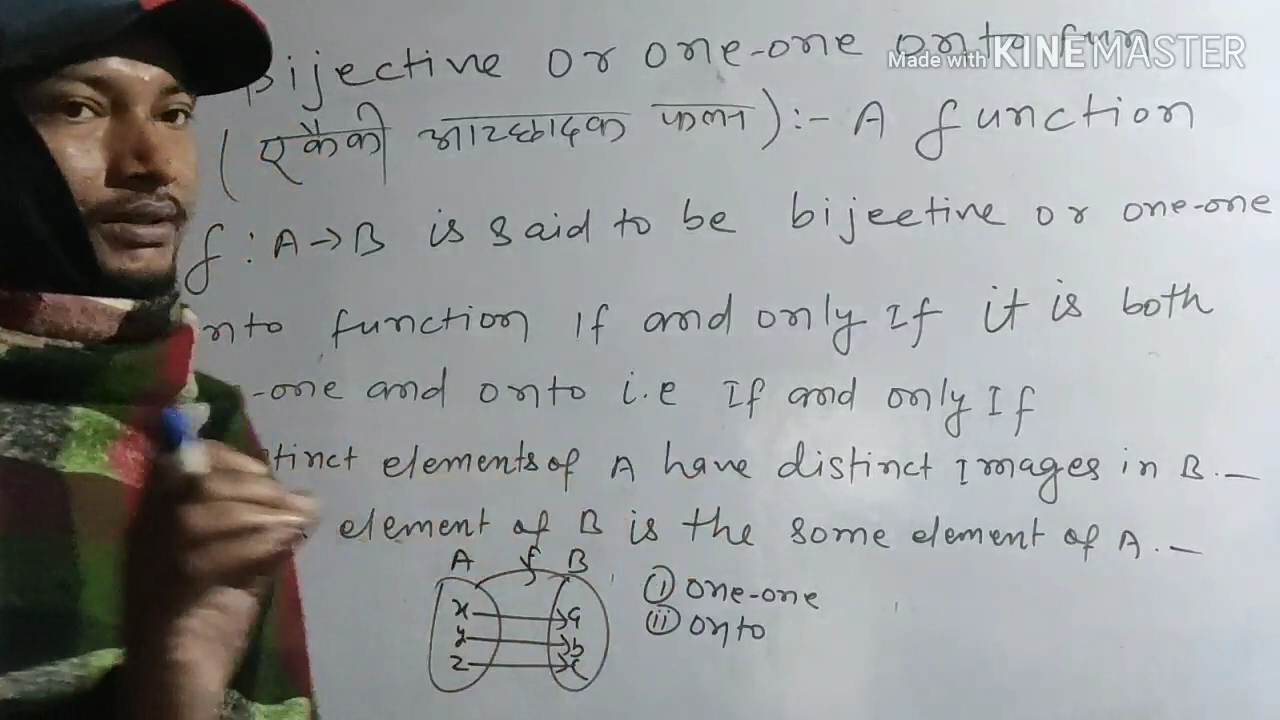 Bijective or one-one onto fun
Made with KINEMASTER
(एकैकी आच्छादक फलन) :- A function
f : A → B is said to be bijective or one-one
nto function If and only If it is both
-one and onto i.e If and only If
tinct elements of A have distinct Images in B. -
element of B is the some element of A. -
A f B
x a
y b
z c
(i) one-one
(ii) onto